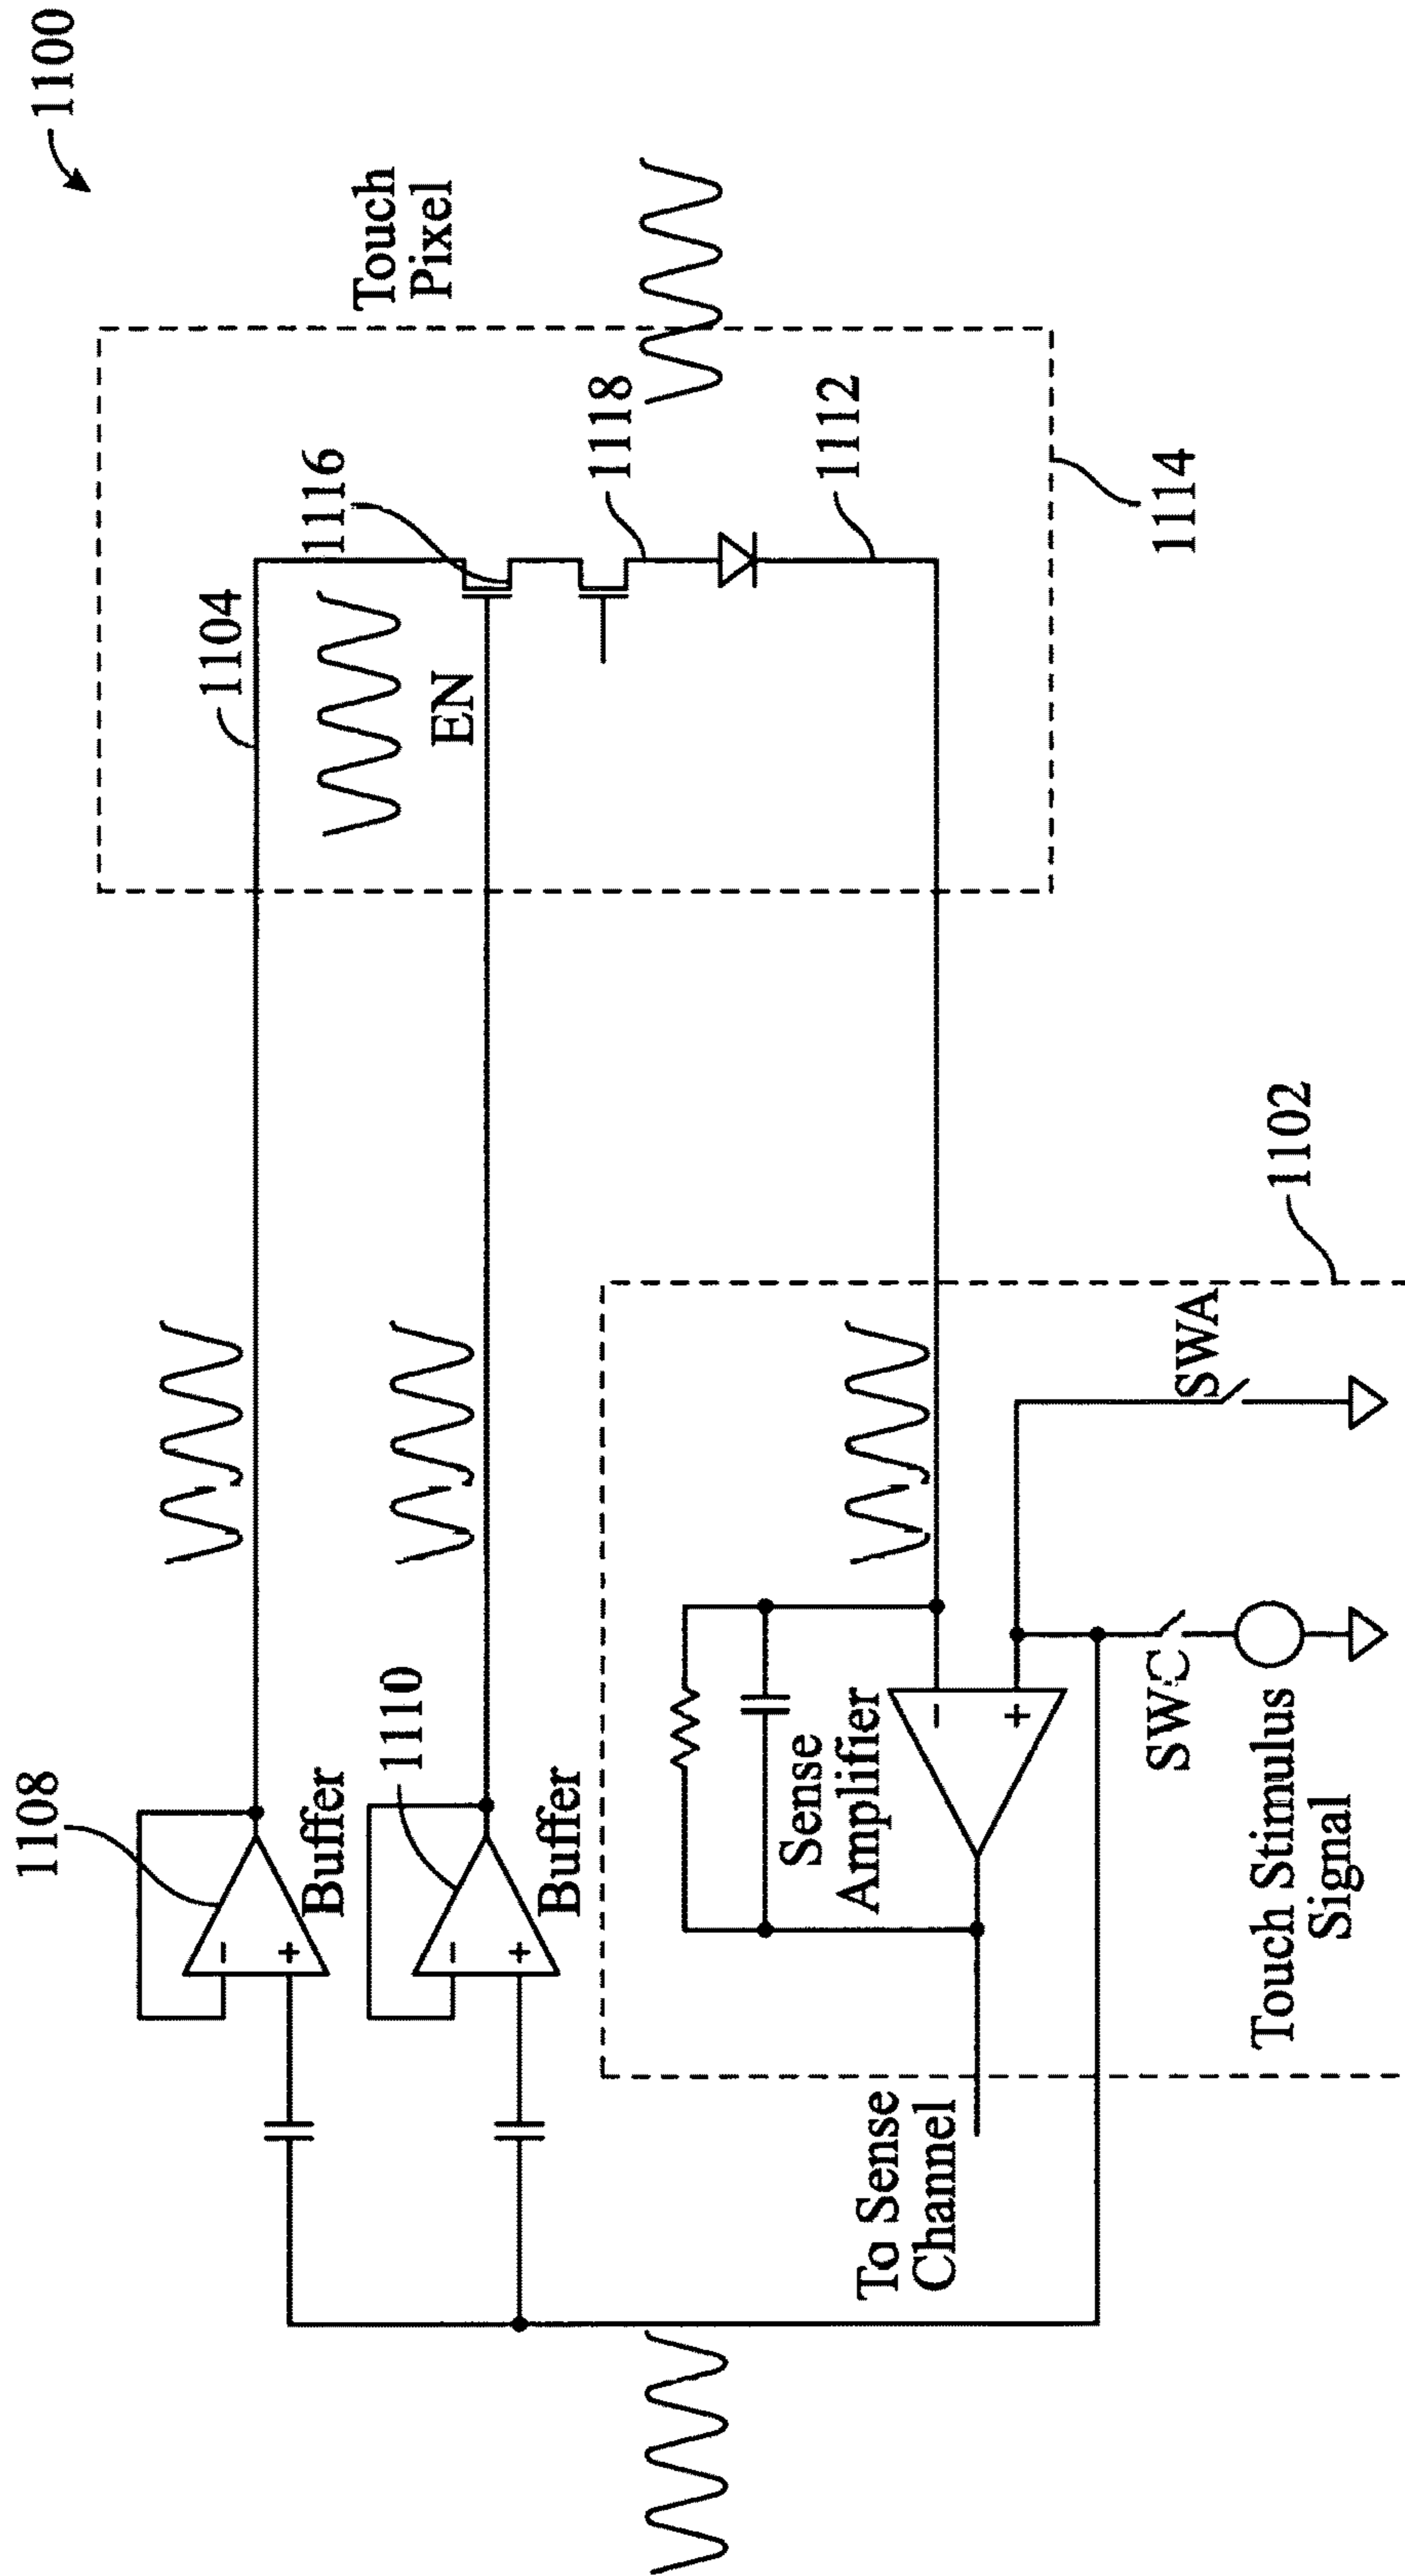 1100
Touch
Pixel
1104
1116
EN
1118
1112
1114
1108
Buffer
1110
Buffer
-
+
-
+
Sense
Amplifier
-
+
To Sense
Channel
SWC
SWA
Touch Stimulus
Signal
1102